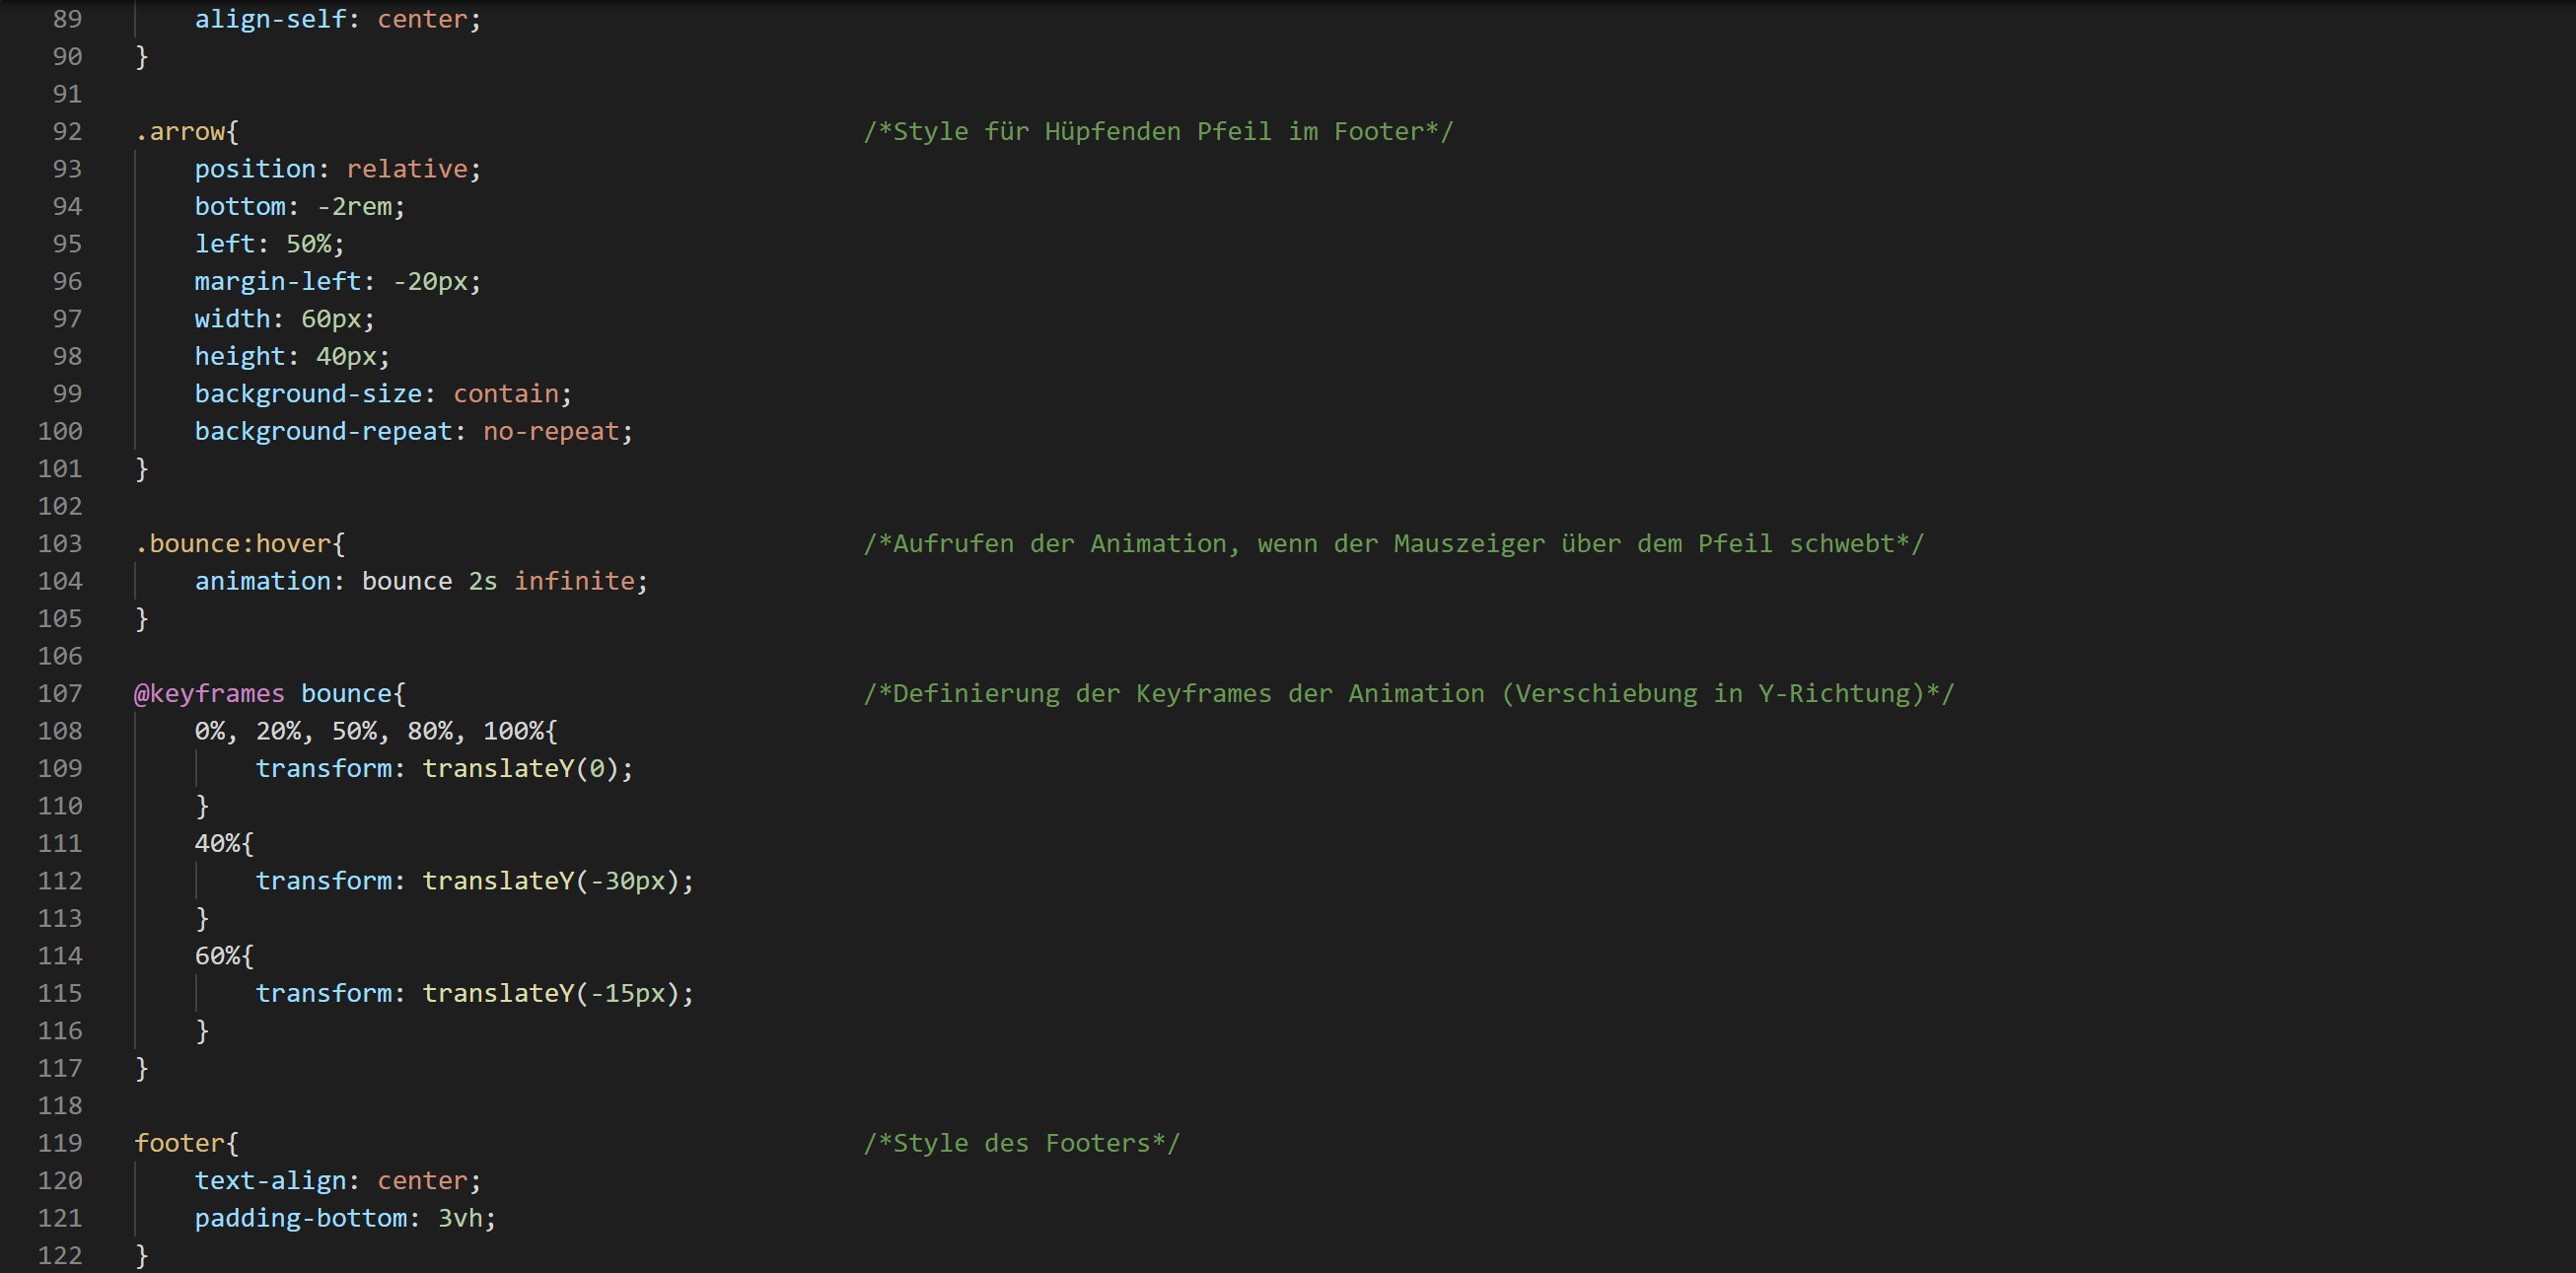 89 align-self: center;
90 }
91
92 .arrow{ /*Style für Hüpfenden Pfeil im Footer*/
93 position: relative;
94 bottom: -2rem;
95 left: 50%;
96 margin-left: -20px;
97 width: 60px;
98 height: 40px;
99 background-size: contain;
100 background-repeat: no-repeat;
101 }
102
103 .bounce:hover{ /*Aufrufen der Animation, wenn der Mauszeiger über dem Pfeil schwebt*/
104 animation: bounce 2s infinite;
105 }
106
107 @keyframes bounce{ /*Definierung der Keyframes der Animation (Verschiebung in Y-Richtung)*/
108 0%, 20%, 50%, 80%, 100%{
109 transform: translateY(0);
110 }
111 40%{
112 transform: translateY(-30px);
113 }
114 60%{
115 transform: translateY(-15px);
116 }
117 }
118
119 footer{ /*Style des Footers*/
120 text-align: center;
121 padding-bottom: 3vh;
122 }